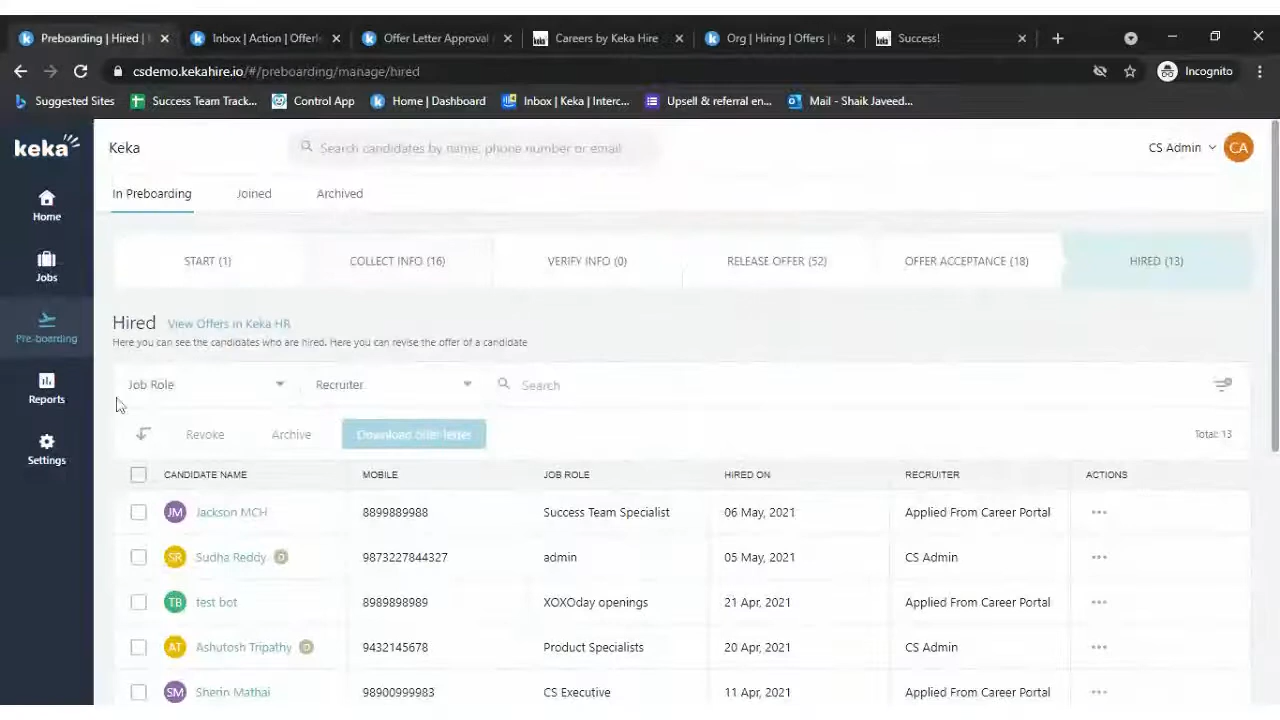 Preboarding | Hired |
Inbox | Action | Offerl
Offer Letter Approval
Careers by Keka Hire
Org | Hiring | Offers |
Success!
csdemo.kekahire.io/#/preboarding/manage/hired
Incognito
Suggested Sites
Success Team Track...
Control App
Home | Dashboard
Inbox | Keka | Interc...
Upsell & referral en...
Mail - Shaik Javeed...
keka
Keka
Search candidates by name, phone number or email
CS Admin
CA
Home
Jobs
Pre-boarding
Reports
Settings
In Preboarding
Joined
Archived
START (1)
COLLECT INFO (16)
VERIFY INFO (0)
RELEASE OFFER (52)
OFFER ACCEPTANCE (18)
HIRED (13)
Hired
View Offers in Keka HR
Here you can see the candidates who are hired. Here you can revise the offer of a candidate
Job Role
Recruiter
Search
Revoke
Archive
Download offer letter
Total: 13
CANDIDATE NAME MOBILE JOB ROLE HIRED ON RECRUITER ACTIONS
JM Jackson MCH 8899889988 Success Team Specialist 06 May, 2021 Applied From Career Portal
SR Sudha Reddy 9873227844327 admin 05 May, 2021 CS Admin
TB test bot 8989898989 XOXOday openings 21 Apr, 2021 Applied From Career Portal
AT Ashutosh Tripathy 9432145678 Product Specialists 20 Apr, 2021 CS Admin
SM Sherin Mathai 98900999983 CS Executive 11 Apr, 2021 Applied From Career Portal